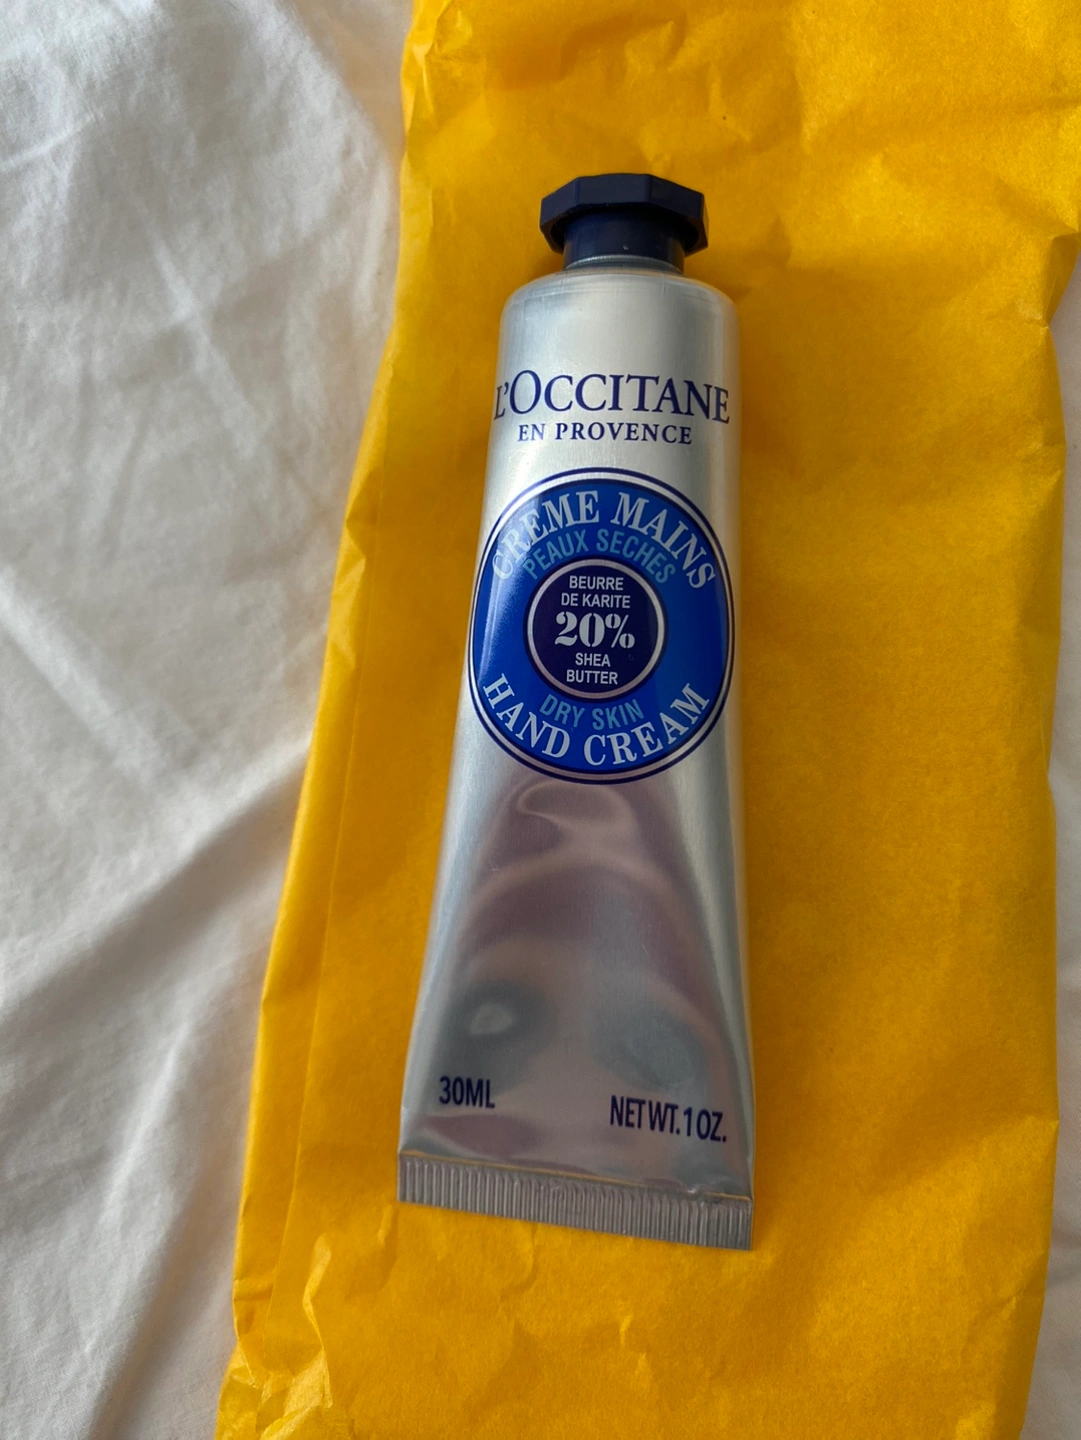 L'OCCITANE
EN PROVENCE
CRÈME MAINS
PEAUX SECHES
BEURRE
DE KARITE
20%
SHEA
BUTTER
DRY SKIN
HAND CREAM
30ML
NET WT. 1 OZ.